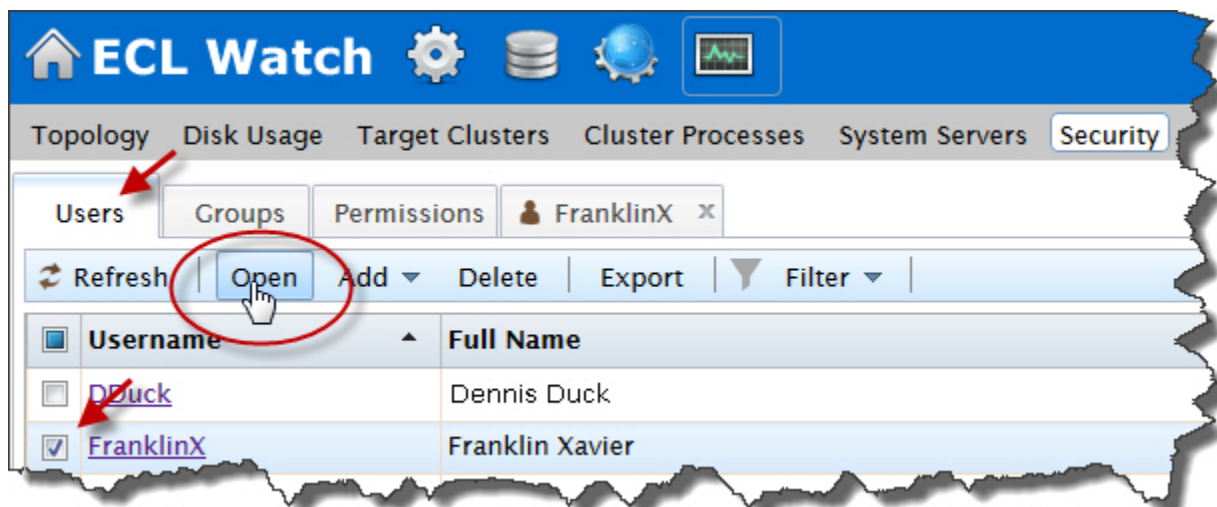 ECL Watch
Topology Disk Usage Target Clusters Cluster Processes System Servers Security
Users Groups Permissions FranklinX x
Refresh Open Add Delete Export Filter
Username Full Name
DDuck Dennis Duck
FranklinX Franklin Xavier